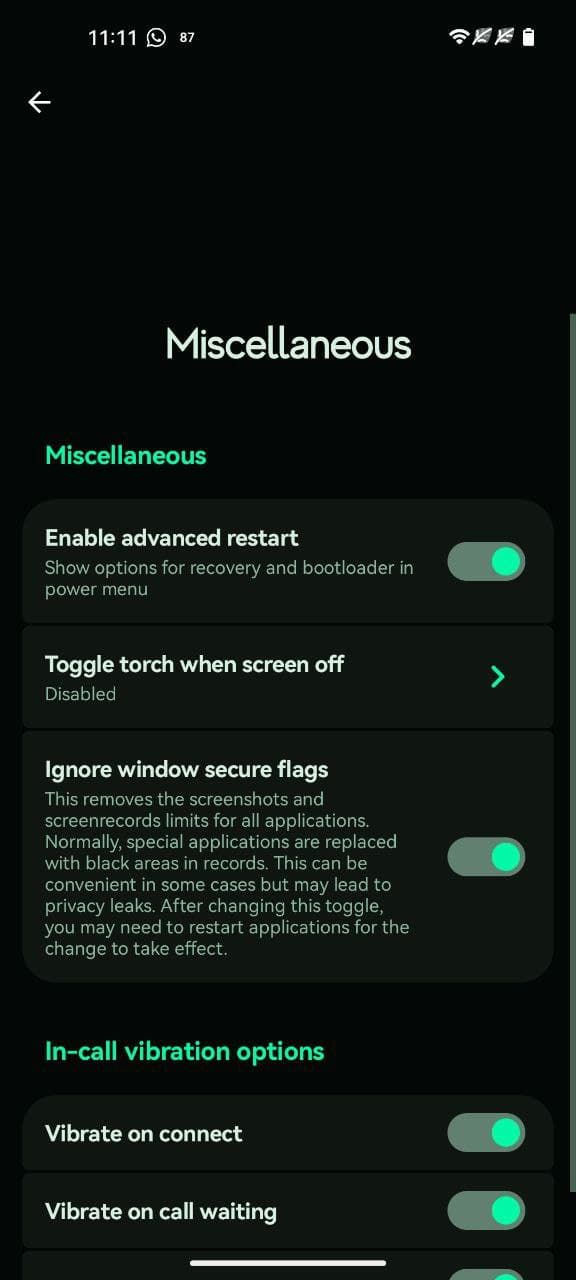 11:11 87
Miscellaneous
Miscellaneous
Enable advanced restart
Show options for recovery and bootloader in
power menu
Toggle torch when screen off
Disabled
Ignore window secure flags
This removes the screenshots and
screenrecords limits for all applications.
Normally, special applications are replaced
with black areas in records. This can be
convenient in some cases but may lead to
privacy leaks. After changing this toggle,
you may need to restart applications for the
change to take effect.
In-call vibration options
Vibrate on connect
Vibrate on call waiting